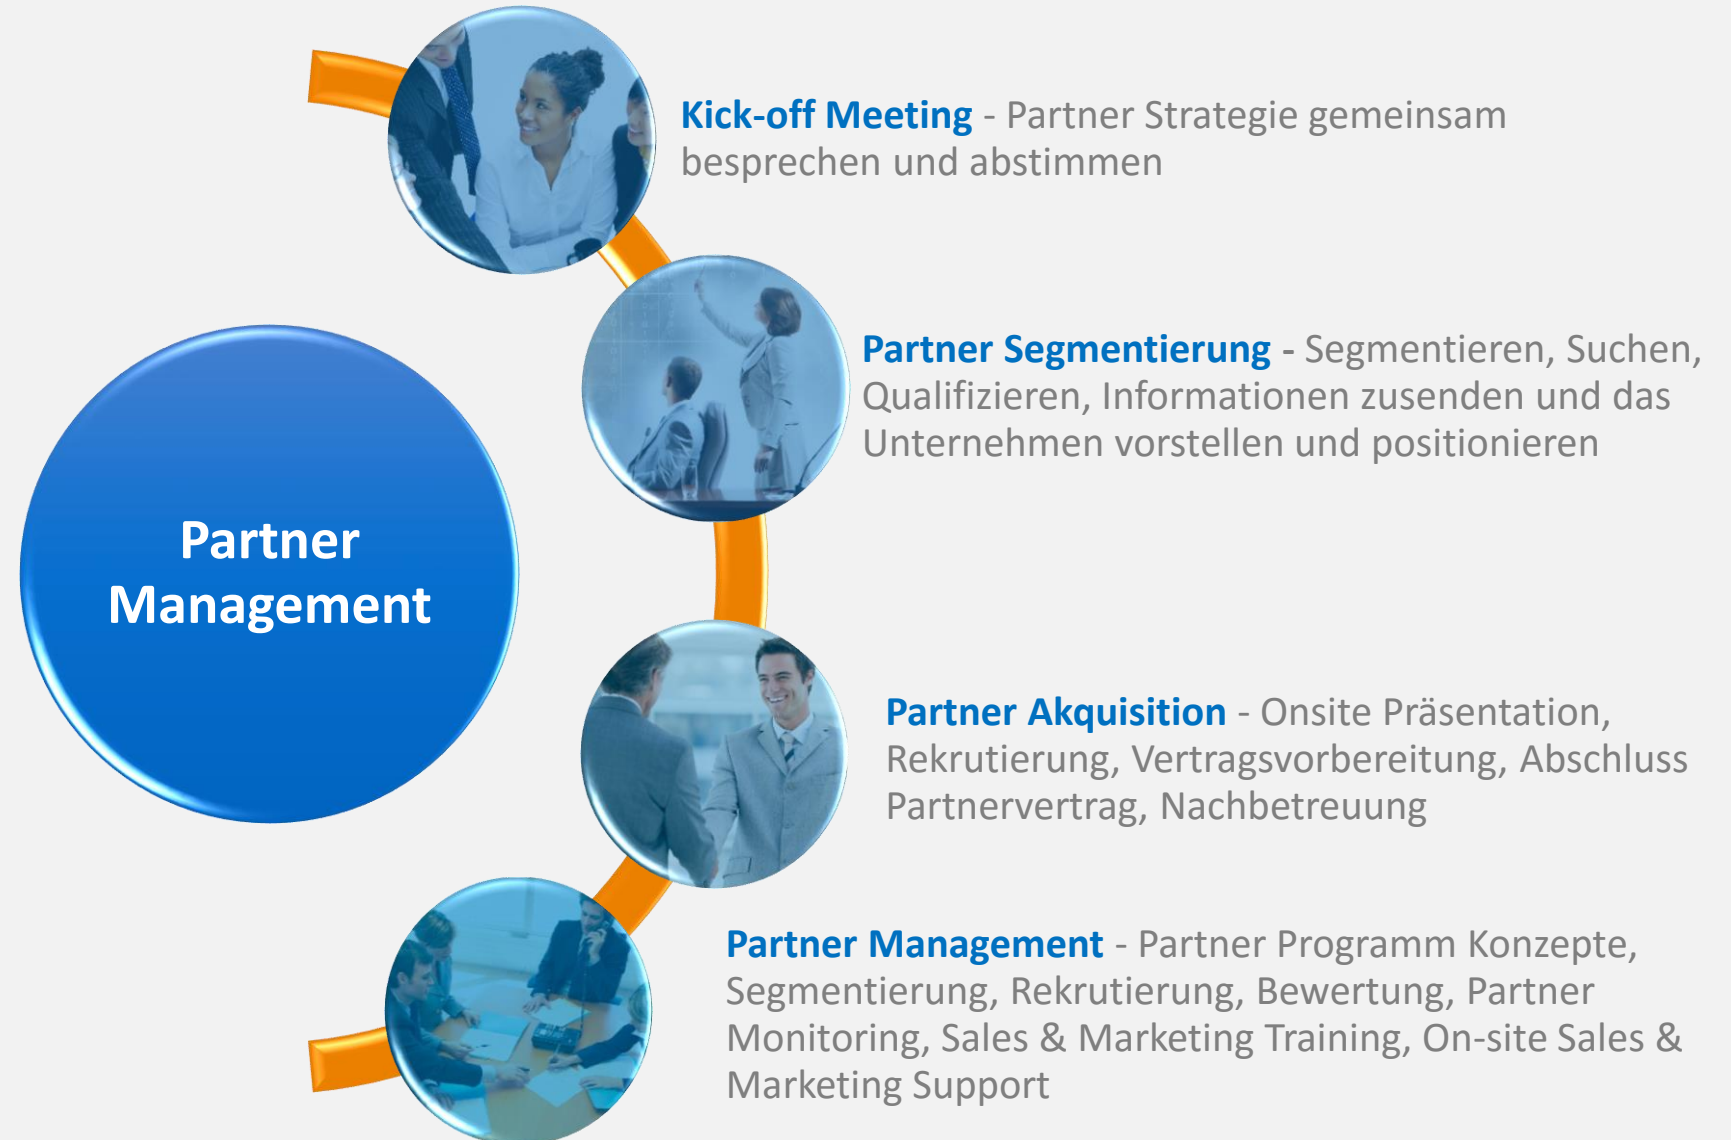 Kick-off Meeting - Partner Strategie gemeinsam
besprechen und abstimmen
Partner Segmentierung - Segmentieren, Suchen,
Qualifizieren, Informationen zusenden und das
Unternehmen vorstellen und positionieren
Partner
Management
Partner Akquisition - Onsite Präsentation,
Rekrutierung, Vertragsvorbereitung, Abschluss
Partnervertrag, Nachbetreuung
Partner Management - Partner Programm Konzepte,
Segmentierung, Rekrutierung, Bewertung, Partner
Monitoring, Sales & Marketing Training, On-site Sales &
Marketing Support